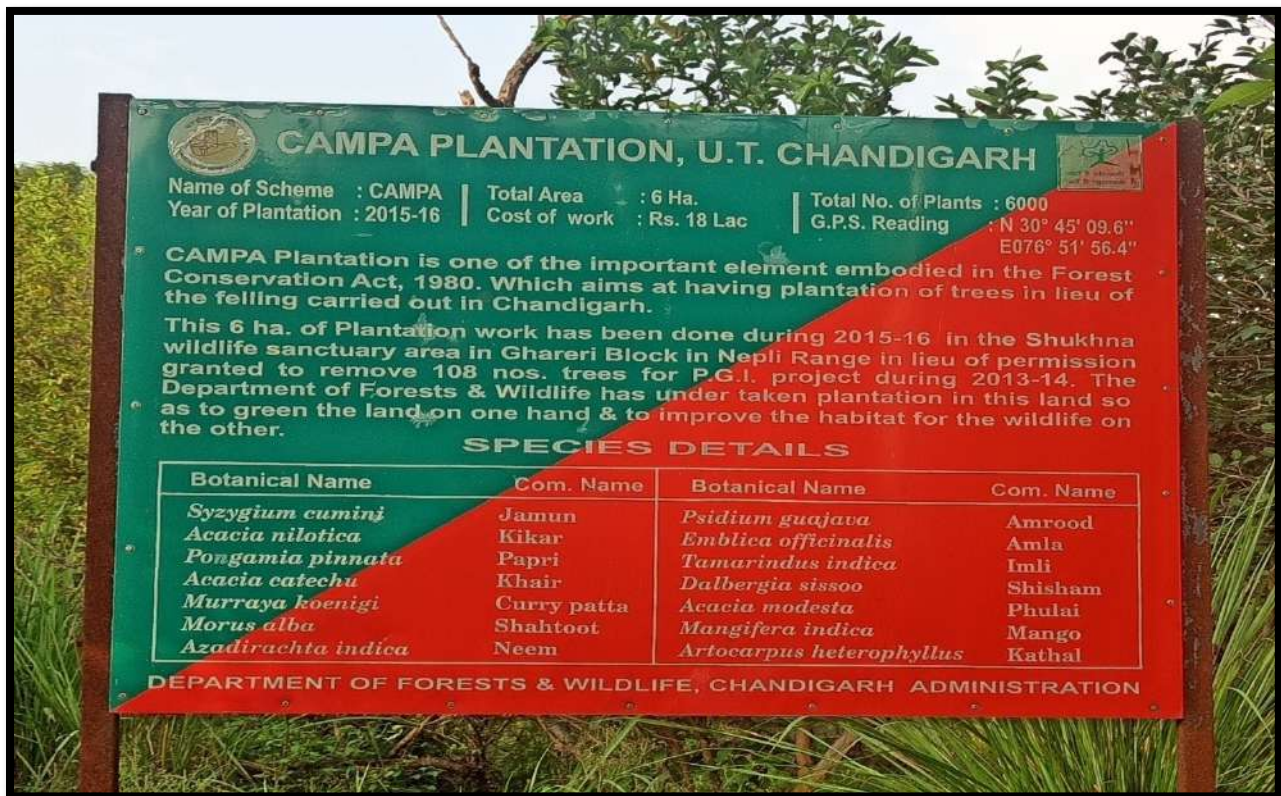 CAMPA PLANTATION, U.T. CHANDIGARH
Name of Scheme : CAMPA | Total Area : 6 Ha. | Total No. of Plants : 6000
Year of Plantation : 2015-16 | Cost of work : Rs. 18 Lac | G.P.S. Reading : N 30° 45' 09.6"
E076° 51' 56.4"
CAMPA Plantation is one of the important element embodied in the Forest
Conservation Act, 1980. Which aims at having plantation of trees in lieu of
the felling carried out in Chandigarh.
This 6 ha. of Plantation work has been done during 2015-16 in the Shukhna
wildlife sanctuary area in Ghareri Block in Nepli Range in lieu of permission
granted to remove 108 nos. trees for P.G.I. project during 2013-14. The
Department of Forests & Wildlife has under taken plantation in this land so
as to green the land on one hand & to improve the habitat for the wildlife on
the other.
SPECIES DETAILS
Botanical Name Com. Name Botanical Name Com. Name
Syzygium cumini Jamun Psidium guajava Amrood
Acacia nilotica Kikar Emblica officinalis Amla
Pongamia pinnata Papri Tamarindus indica Imli
Acacia catechu Khair Dalbergia sissoo Shisham
Murraya koenigi Curry patta Acacia modesta Phulai
Morus alba Shahtoot Mangifera indica Mango
Azadirachta indica Neem Artocarpus heterophyllus Kathal
DEPARTMENT OF FORESTS & WILDLIFE, CHANDIGARH ADMINISTRATION